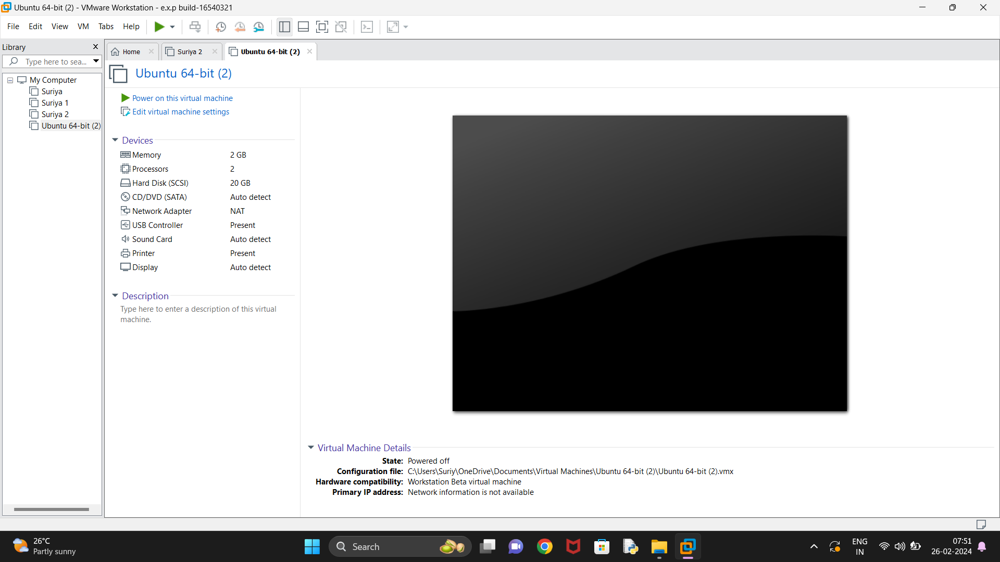 Ubuntu 64-bit (2) - VMware Workstation - e.x.p build-16540321
File Edit View VM Tabs Help
Library
Type here to sea...
My Computer
Suriya
Suriya 1
Suriya 2
Ubuntu 64-bit (2)
Home
Suriya 2
Ubuntu 64-bit (2)
Ubuntu 64-bit (2)
Power on this virtual machine
Edit virtual machine settings
Devices
Memory 2 GB
Processors 2
Hard Disk (SCSI) 20 GB
CD/DVD (SATA) Auto detect
Network Adapter NAT
USB Controller Present
Sound Card Auto detect
Printer Present
Display Auto detect
Description
Type here to enter a description of this virtual
machine.
Virtual Machine Details
State: Powered off
Configuration file: C:\Users\Suriy\OneDrive\Documents\Virtual Machines\Ubuntu 64-bit (2)\Ubuntu 64-bit (2).vmx
Hardware compatibility: Workstation Beta virtual machine
Primary IP address: Network information is not available
26°C
Partly sunny
Search
ENG
IN
07:51
26-02-2024